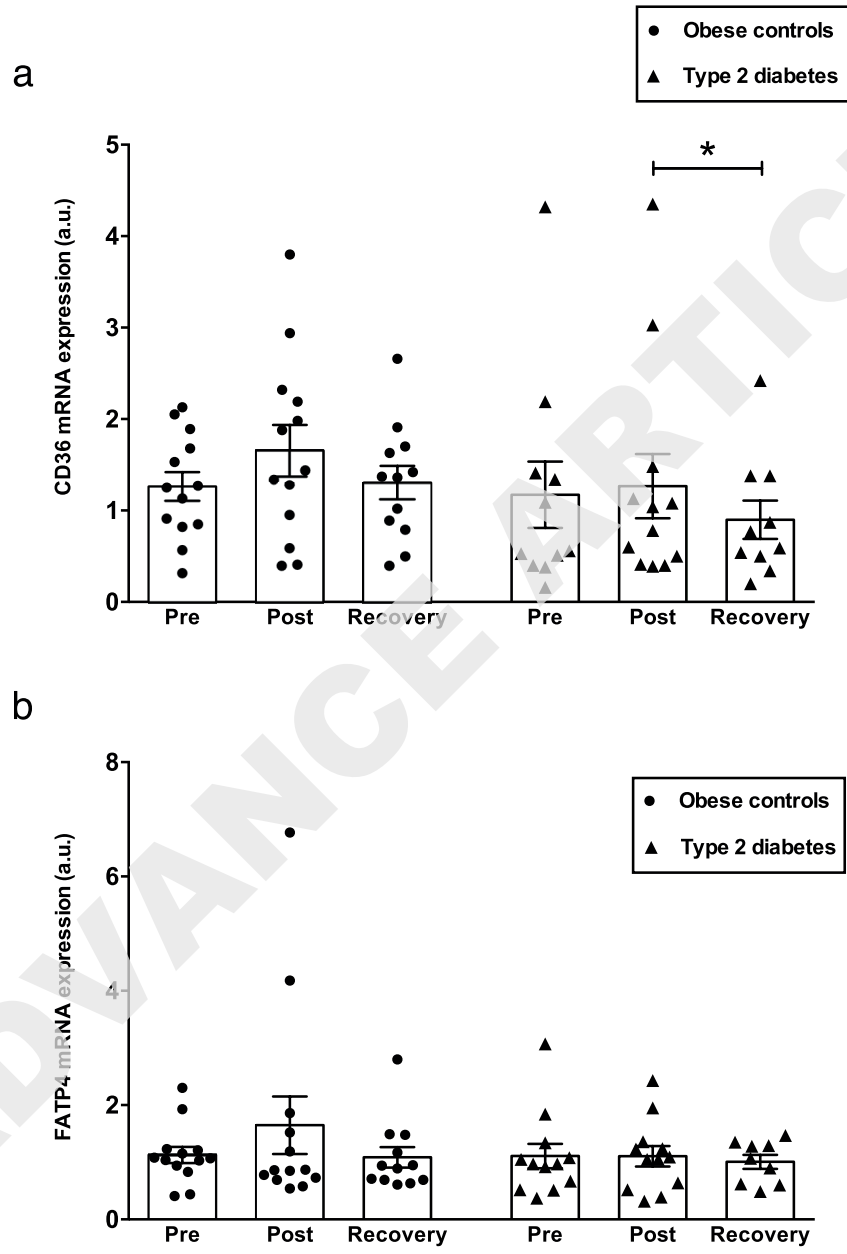 a
Obese controls
Type 2 diabetes
CD36 mRNA expression (a.u.)
5
4
3
2
1
0
*
Pre Post Recovery Pre Post Recovery
b
Obese controls
Type 2 diabetes
FATP4 mRNA expression (a.u.)
8
6
4
2
0
Pre Post Recovery Pre Post Recovery
ADVANCE ARTIC